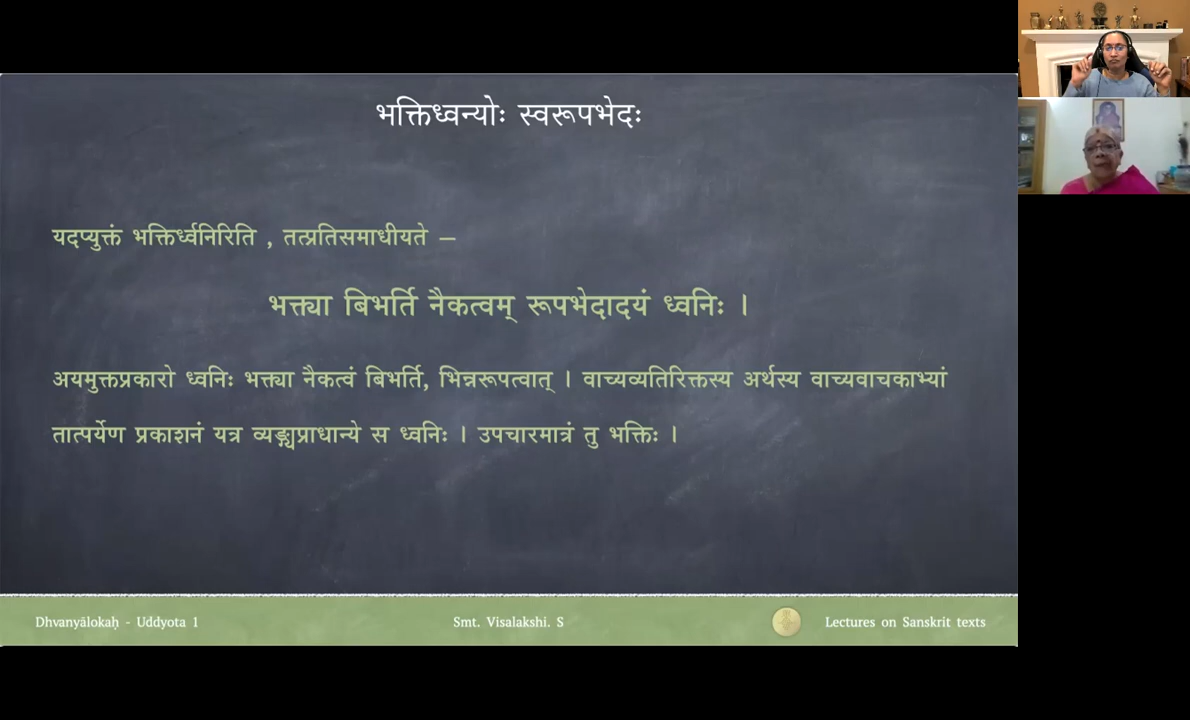 भक्तिध्वन्योः स्वरूपभेदः
यदप्युक्तं भक्तिर्ध्वनिरिति , तत्प्रतिसमाधीयते –
भक्त्या बिभर्ति नैकत्वम् रूपभेदादयं ध्वनिः ।
अयमुक्तप्रकारो ध्वनिः भक्त्या नैकत्वं बिभर्ति, भिन्नरूपत्वात् । वाच्यव्यतिरिक्तस्य अर्थस्य वाच्यवाचकाभ्यां
तात्पर्येण प्रकाशनं यत्र व्यङ्ग्यप्राधान्ये स ध्वनिः । उपचारमात्रं तु भक्तिः ।
Dhvanyālokaḥ - Uddyota 1
Smt. Visalakshi. S
Lectures on Sanskrit texts